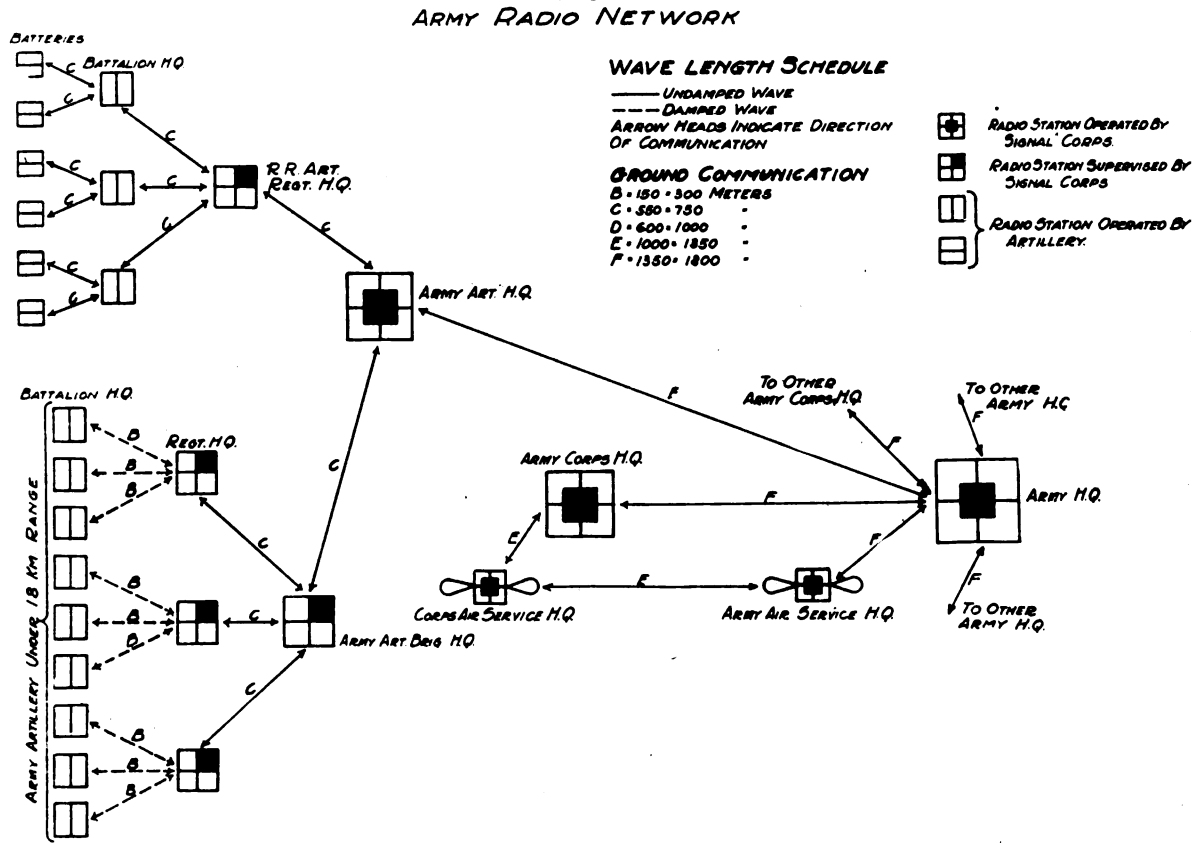 ARMY RADIO NETWORK
BATTERIES
BATTALION H.Q.
C
C
C
C
C
C
C
C
C
C
R.R. ART.
REGT. H.Q.
C
WAVE LENGTH SCHEDULE
UNDAMPED WAVE
DAMPED WAVE
ARROW HEADS INDICATE DIRECTION
OF COMMUNICATION
GROUND COMMUNICATION
B = 150 = 300 METERS
C = 550 = 750 "
D = 600 = 1000 "
E = 1000 = 1350 "
F = 1350 = 1800 "
RADIO STATION OPERATED BY
SIGNAL CORPS.
RADIO STATION SUPERVISED BY
SIGNAL CORPS
RADIO STATION OPERATED BY
ARTILLERY.
ARMY ART. H.Q.
F
C
TO OTHER
ARMY CORPS H.Q.
F
TO OTHER
ARMY H.Q
F
ARMY CORPS H.Q.
F
E
ARMY H.Q.
F
CORPS AIR SERVICE H.Q.
E
ARMY AIR SERVICE H.Q.
F
TO OTHER
ARMY H.Q.
BATTALION H.Q.
ARMY ARTILLERY UNDER 18 KM RANGE
REGT. H.Q.
B
B
B
C
B
B
B
C
ARMY ART. BRIG H.Q.
C
B
B
B